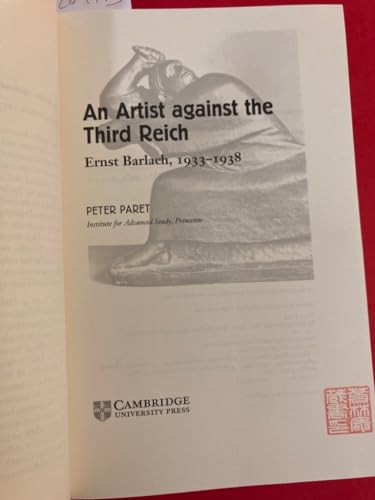 An Artist against the
Third Reich
Ernst Barlach, 1933–1938
PETER PARET
Institute for Advanced Study, Princeton
CAMBRIDGE
UNIVERSITY PRESS